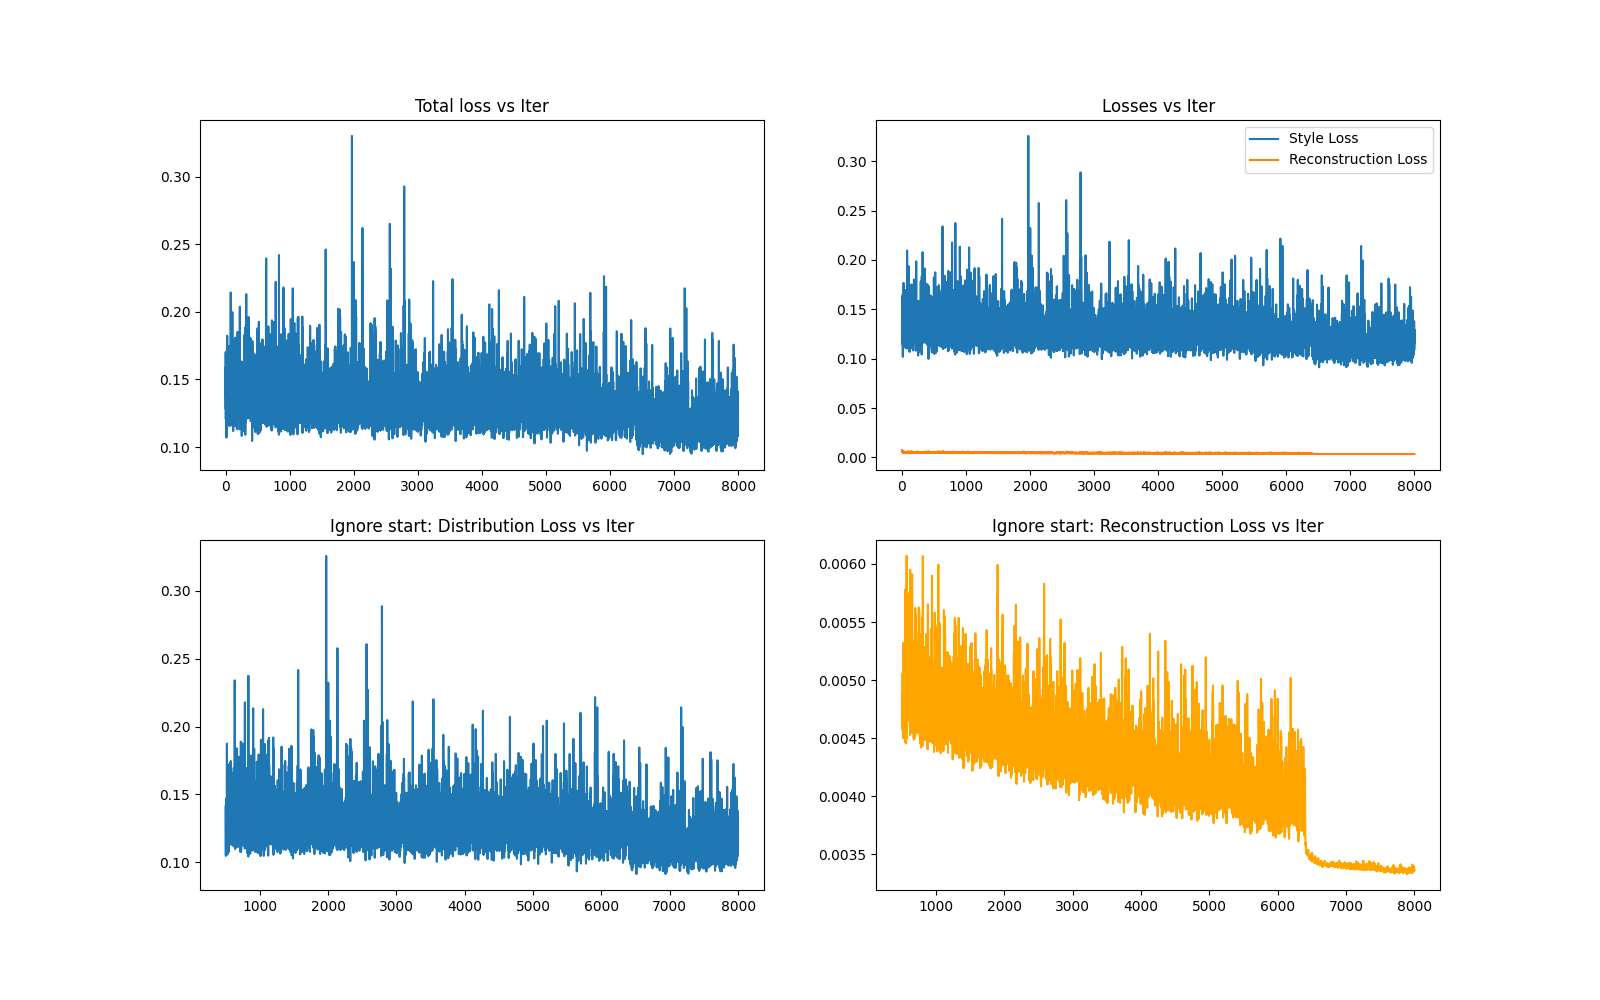 Total loss vs Iter
0.30
0.25
0.20
0.15
0.10
0 1000 2000 3000 4000 5000 6000 7000 8000
Losses vs Iter
Style Loss
Reconstruction Loss
0.30
0.25
0.20
0.15
0.10
0.05
0.00
0 1000 2000 3000 4000 5000 6000 7000 8000
Ignore start: Distribution Loss vs Iter
0.30
0.25
0.20
0.15
0.10
1000 2000 3000 4000 5000 6000 7000 8000
Ignore start: Reconstruction Loss vs Iter
0.0060
0.0055
0.0050
0.0045
0.0040
0.0035
1000 2000 3000 4000 5000 6000 7000 8000